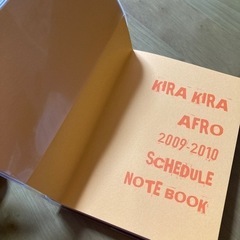 KIRA KIRA
AFRO
2009-2010
SCHEDULE
NOTE BOOK